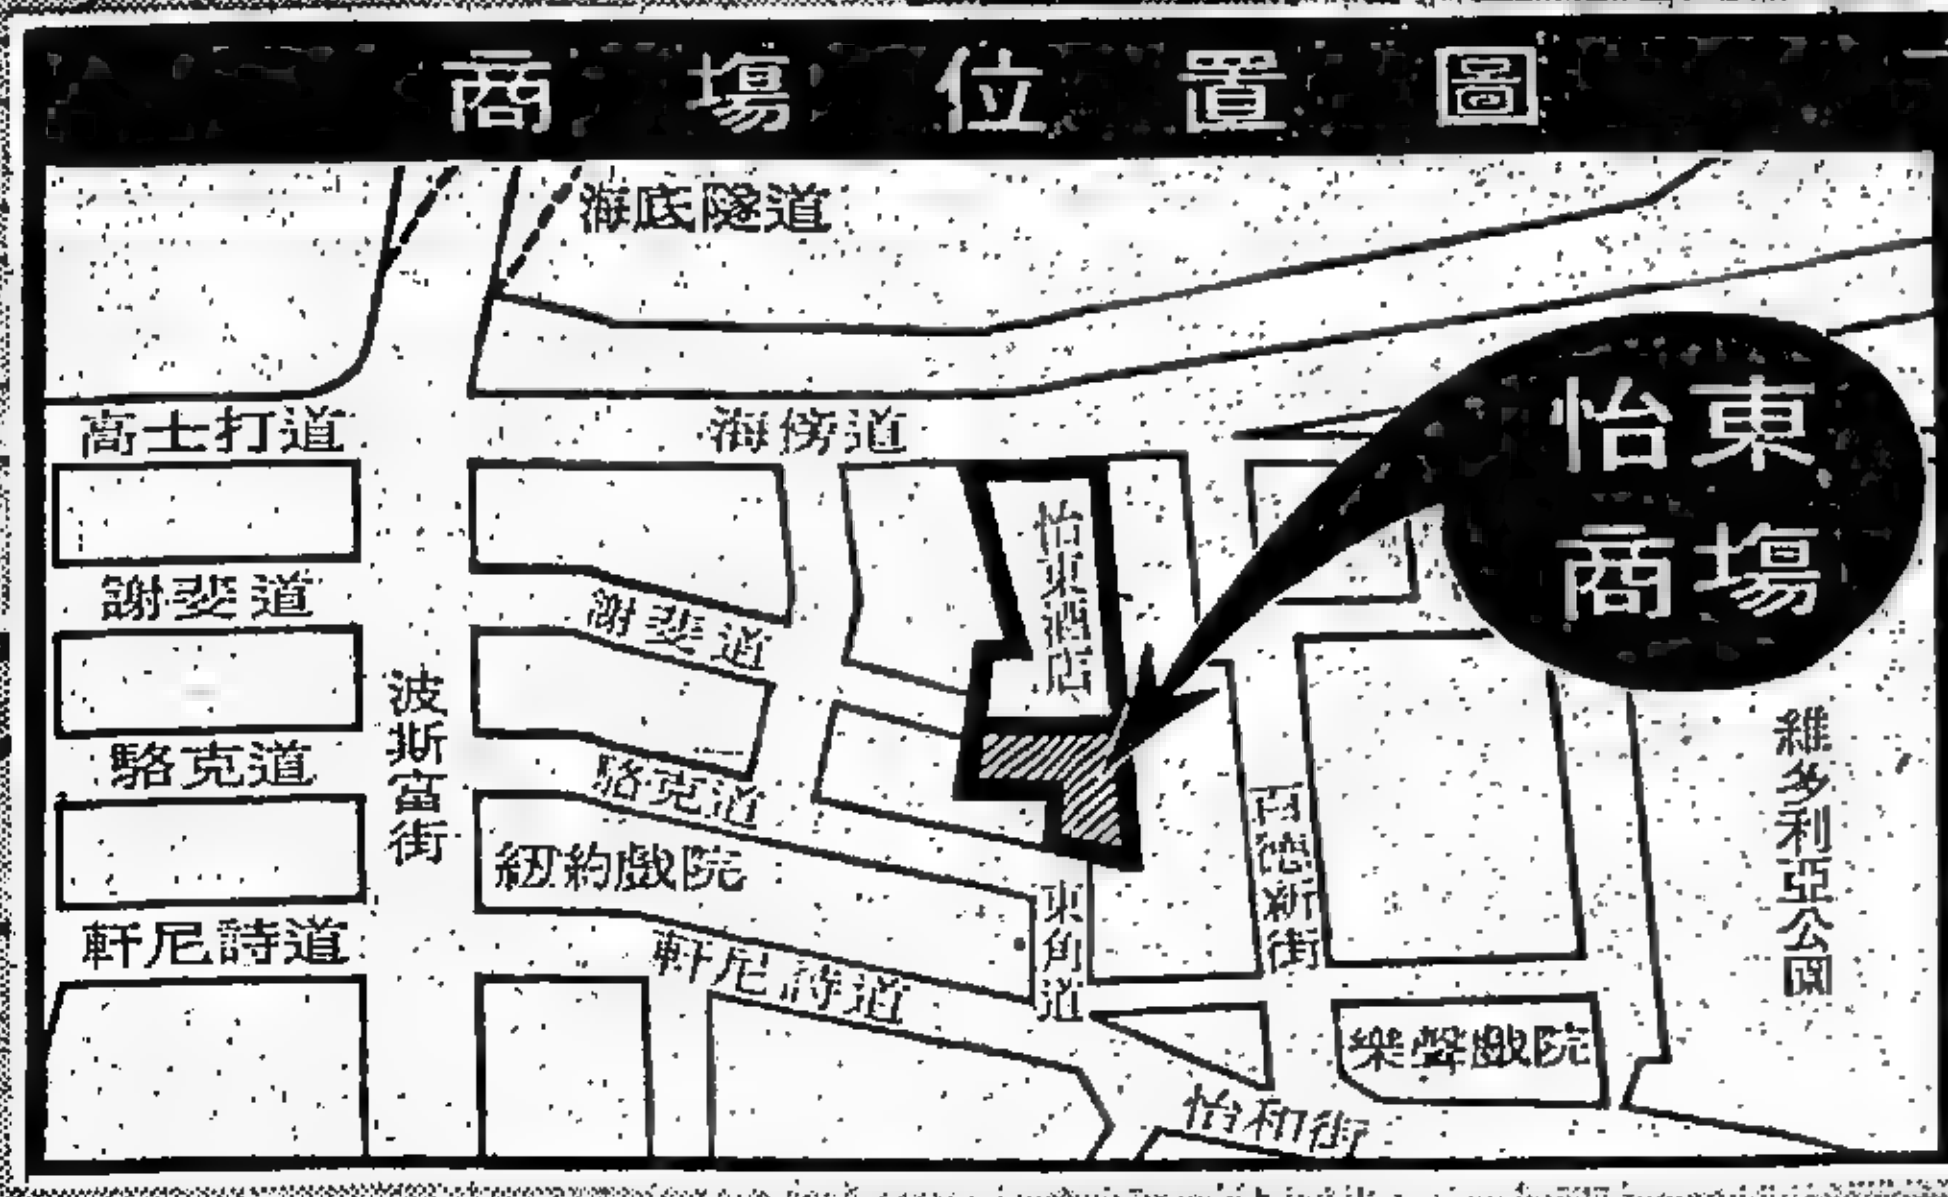 商塲位置圖
海底隧道
高士打道
海傍道
怡東
商塲
怡東酒店
謝斐道
謝斐道
波斯富街
維多利亞公園
駱克道
駱克道
百德新街
紐約戲院
東角道
軒尼詩道
軒尼詩道
樂聲戲院
怡和街